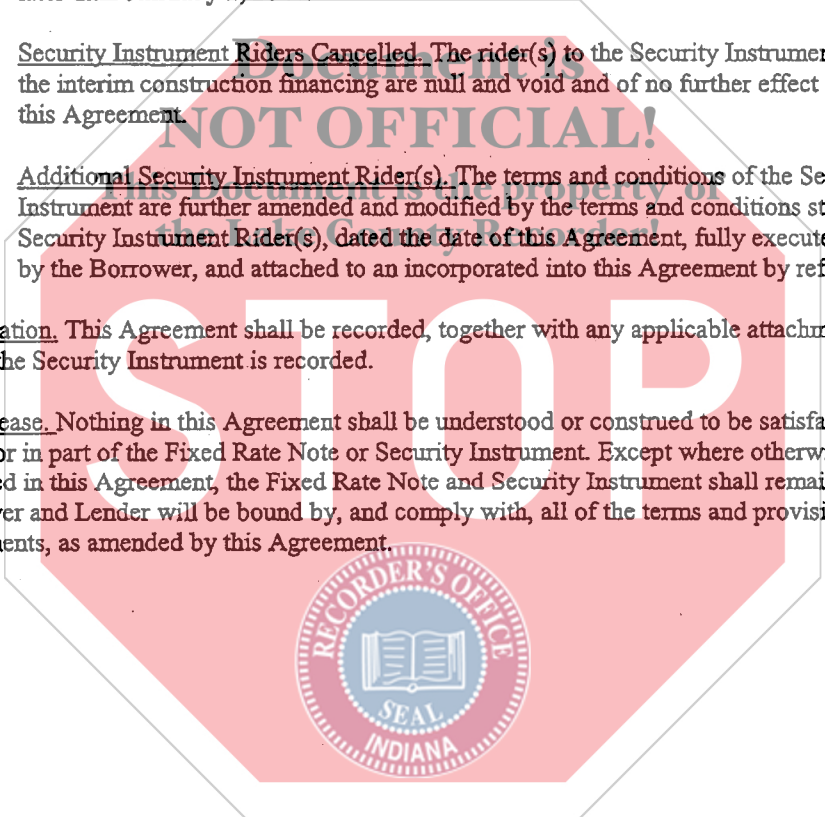 Security Instrument Riders Cancelled. The rider(s) to the Security Instrumen
the interim construction financing are null and void and of no further effect
this Agreement.
Additional Security Instrument Rider(s). The terms and conditions of the Se
Instrument are further amended and modified by the terms and conditions st
Security Instrument Rider(s), dated the date of this Agreement, fully execute
by the Borrower, and attached to an incorporated into this Agreement by ref
ation. This Agreement shall be recorded, together with any applicable attachm
he Security Instrument is recorded.
ease. Nothing in this Agreement shall be understood or construed to be satisfa
or in part of the Fixed Rate Note or Security Instrument. Except where otherw
d in this Agreement, the Fixed Rate Note and Security Instrument shall remai
er and Lender will be bound by, and comply with, all of the terms and provisi
ents, as amended by this Agreement.
Document is
NOT OFFICIAL!
This Document is the property of
the Lake County Recorder!
STOP
RECORDER'S OFFICE
SEAL
INDIANA